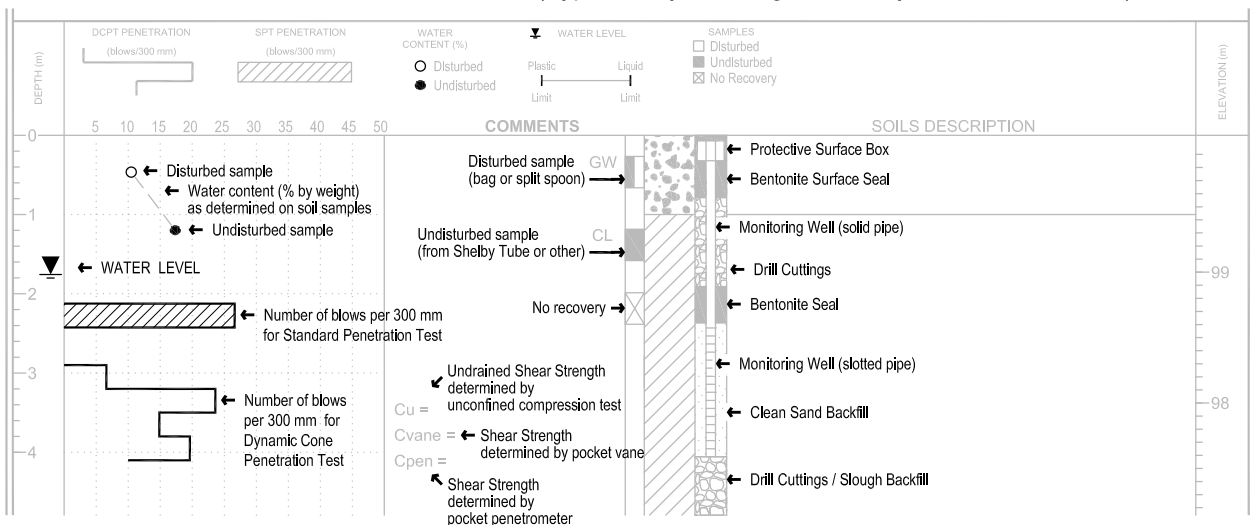 DCPT PENETRATION
(blows/300 mm)
SPT PENETRATION
(blows/300 mm)
WATER
CONTENT (%)
Disturbed
Undisturbed
WATER LEVEL
Plastic
Limit
Liquid
Limit
SAMPLES
Disturbed
Undisturbed
No Recovery
DEPTH (m)
ELEVATION (m)
5 10 15 20 25 30 35 40 45 50
COMMENTS
SOILS DESCRIPTION
0
Disturbed sample
Water content (% by weight)
as determined on soil samples
Undisturbed sample
1
WATER LEVEL
2
Number of blows per 300 mm
for Standard Penetration Test
3
Number of blows
per 300 mm for
Dynamic Cone
Penetration Test
4
Disturbed sample
(bag or split spoon)
GW
Undisturbed sample
(from Shelby Tube or other)
CL
No recovery
Undrained Shear Strength
determined by
unconfined compression test
Cu =
Cvane =
Shear Strength
determined by pocket vane
Cpen =
Shear Strength
determined by
pocket penetrometer
Protective Surface Box
Bentonite Surface Seal
Monitoring Well (solid pipe)
Drill Cuttings
Bentonite Seal
Monitoring Well (slotted pipe)
Clean Sand Backfill
Drill Cuttings / Slough Backfill
99
98